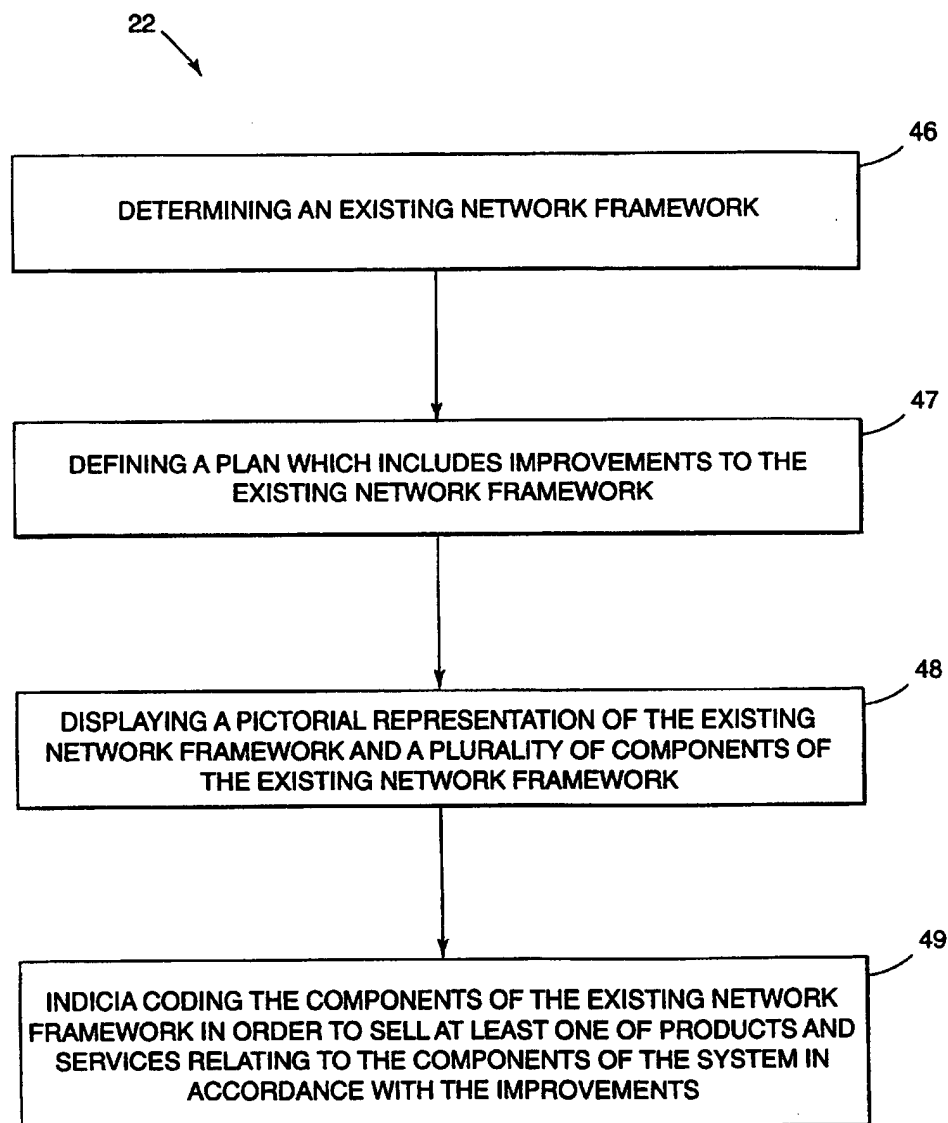 22
46
DETERMINING AN EXISTING NETWORK FRAMEWORK
47
DEFINING A PLAN WHICH INCLUDES IMPROVEMENTS TO THE
EXISTING NETWORK FRAMEWORK
48
DISPLAYING A PICTORIAL REPRESENTATION OF THE EXISTING
NETWORK FRAMEWORK AND A PLURALITY OF COMPONENTS OF
THE EXISTING NETWORK FRAMEWORK
49
INDICIA CODING THE COMPONENTS OF THE EXISTING NETWORK
FRAMEWORK IN ORDER TO SELL AT LEAST ONE OF PRODUCTS AND
SERVICES RELATING TO THE COMPONENTS OF THE SYSTEM IN
ACCORDANCE WITH THE IMPROVEMENTS